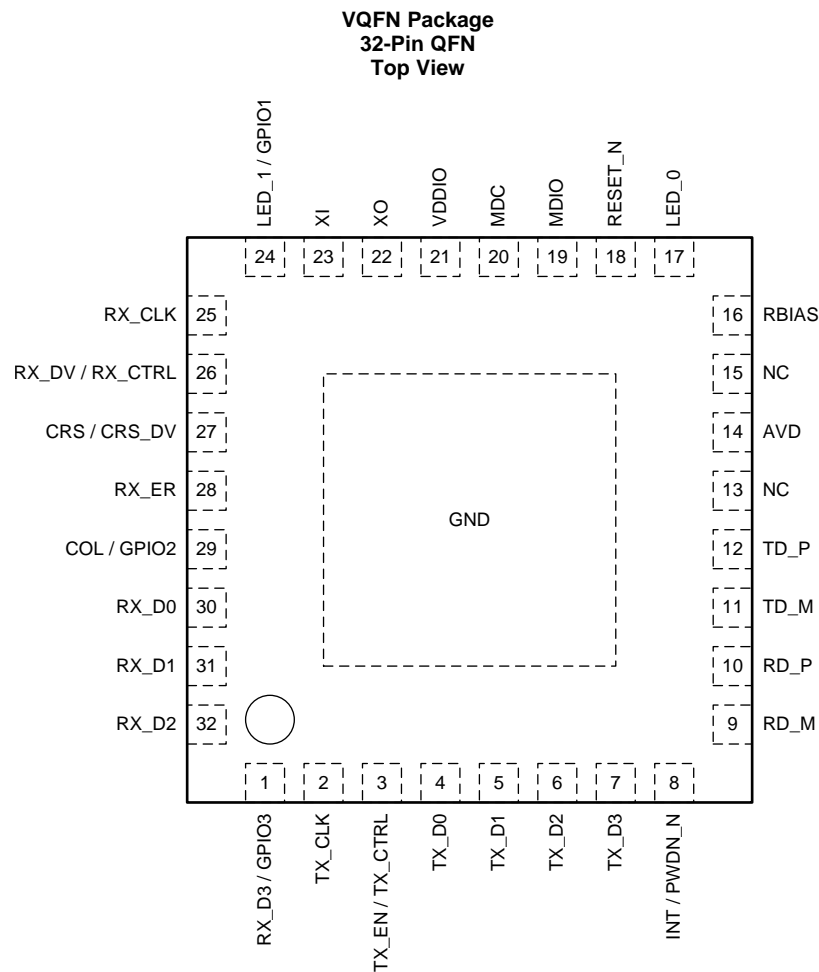 VQFN Package
32-Pin QFN
Top View
LED_1 / GPIO1
XI
XO
VDDIO
MDC
MDIO
RESET_N
LED_0
24
23
22
21
20
19
18
17
RX_CLK 25
RX_DV / RX_CTRL 26
CRS / CRS_DV 27
RX_ER 28
COL / GPIO2 29
RX_D0 30
RX_D1 31
RX_D2 32
GND
16 RBIAS
15 NC
14 AVD
13 NC
12 TD_P
11 TD_M
10 RD_P
9 RD_M
1
2
3
4
5
6
7
8
RX_D3 / GPIO3
TX_CLK
TX_EN / TX_CTRL
TX_D0
TX_D1
TX_D2
TX_D3
INT / PWDN_N